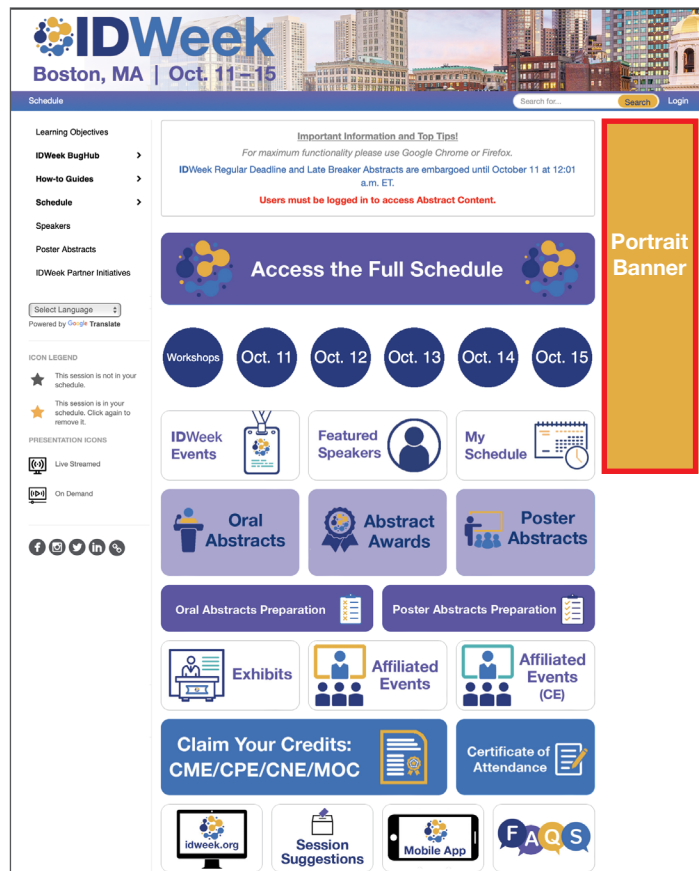 IDWeek
Boston, MA | Oct. 11–15
Schedule
Search for...
Search
Login
Learning Objectives
IDWeek BugHub
How-to Guides
Schedule
Speakers
Poster Abstracts
IDWeek Partner Initiatives
Select Language
Powered by Google Translate
ICON LEGEND
This session is not in your
schedule.
This session is in your
schedule. Click again to
remove it.
PRESENTATION ICONS
Live Streamed
On Demand
Important Information and Top Tips!
For maximum functionality please use Google Chrome or Firefox.
IDWeek Regular Deadline and Late Breaker Abstracts are embargoed until October 11 at 12:01
a.m. ET.
Users must be logged in to access Abstract Content.
Access the Full Schedule
Workshops
Oct. 11
Oct. 12
Oct. 13
Oct. 14
Oct. 15
IDWeek
Events
Featured
Speakers
My
Schedule
Oral
Abstracts
Abstract
Awards
Poster
Abstracts
Oral Abstracts Preparation
Poster Abstracts Preparation
Exhibits
Affiliated
Events
Affiliated
Events
(CE)
Claim Your Credits:
CME/CPE/CNE/MOC
Certificate of
Attendance
idweek.org
Session
Suggestions
Mobile App
FAQS
Portrait
Banner